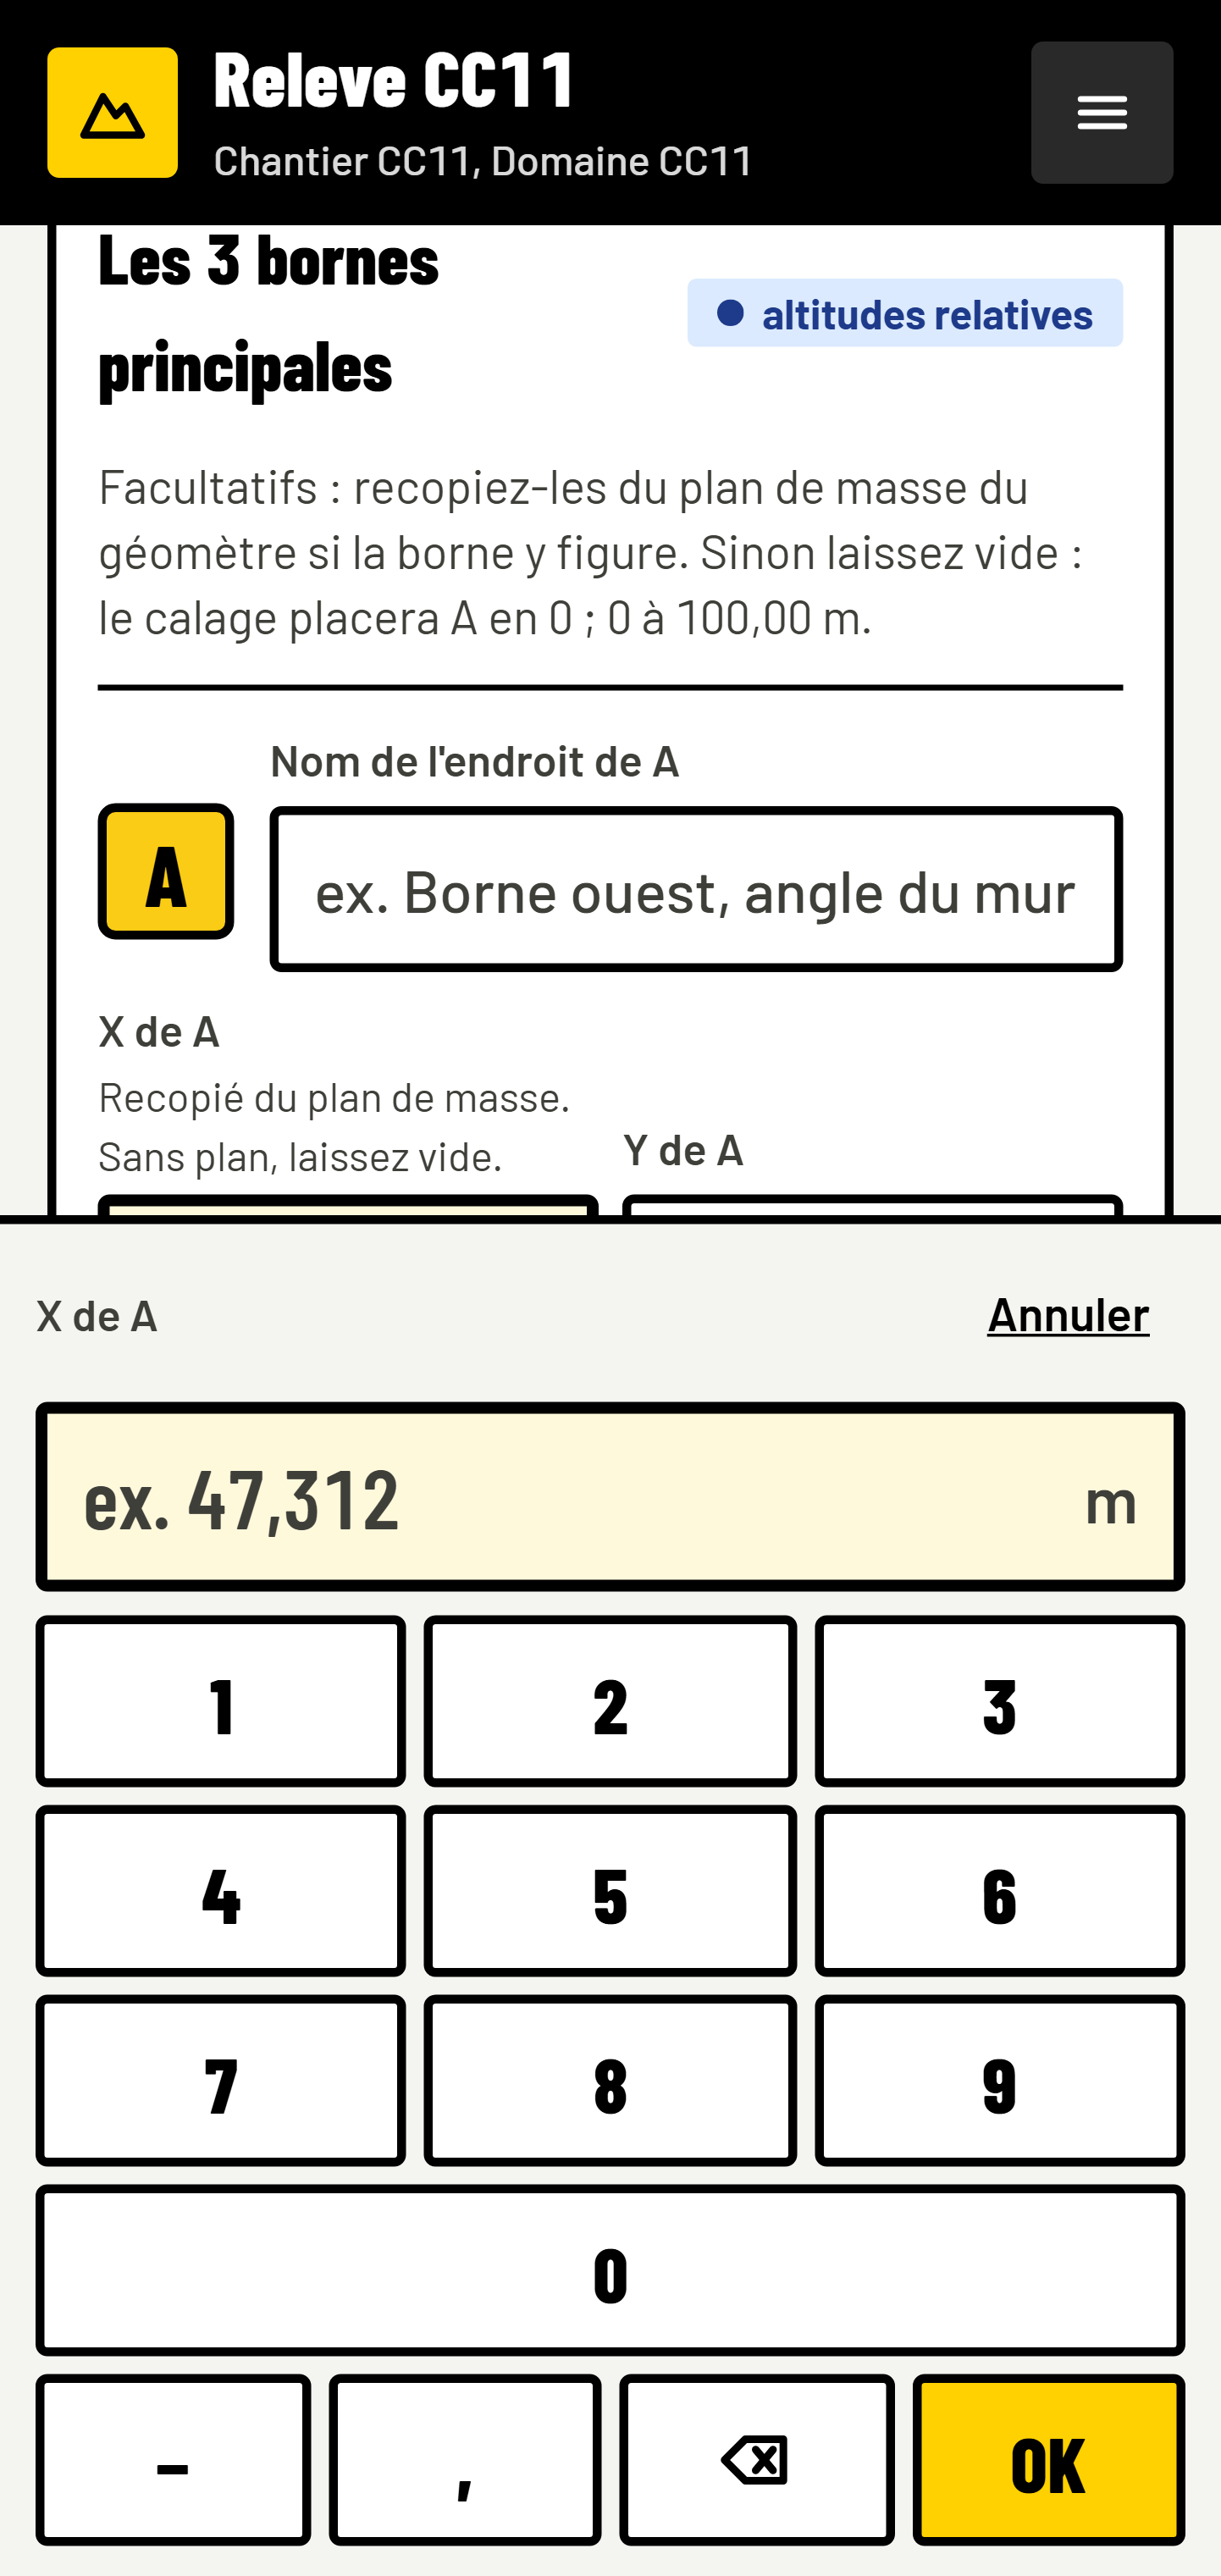 Releve CC11
Chantier CC11, Domaine CC11
Les 3 bornes
principales
altitudes relatives
Facultatifs : recopiez-les du plan de masse du
géomètre si la borne y figure. Sinon laissez vide :
le calage placera A en 0 ; 0 à 100,00 m.
Nom de l'endroit de A
A
ex. Borne ouest, angle du mur
X de A
Recopié du plan de masse.
Sans plan, laissez vide.
Y de A
X de A
Annuler
ex. 47,312 m
1 2 3
4 5 6
7 8 9
0
– , OK